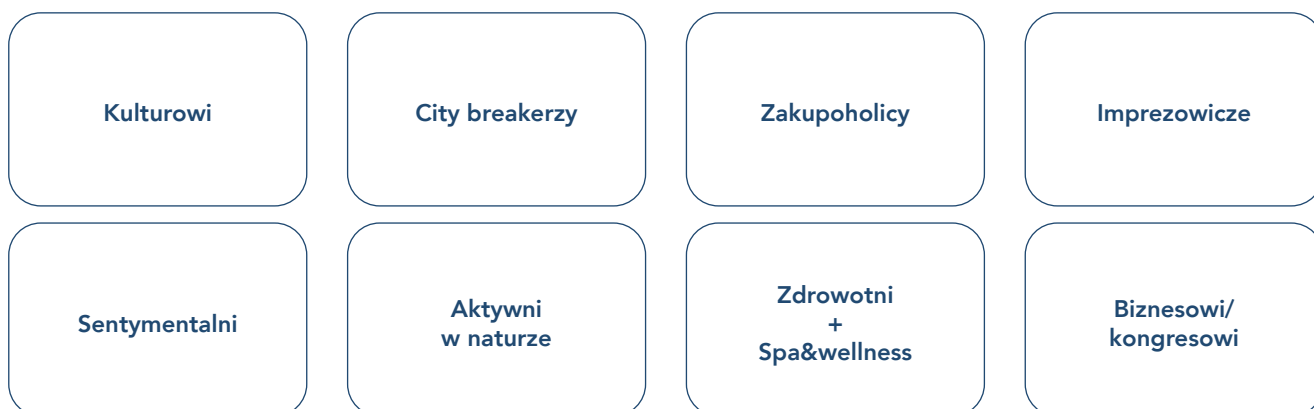 Kulturowi
City breakerzy
Zakupoholicy
Imprezowicze
Sentymentalni
Aktywni
w naturze
Zdrowotni
+
Spa&wellness
Biznesowi/
kongresowi